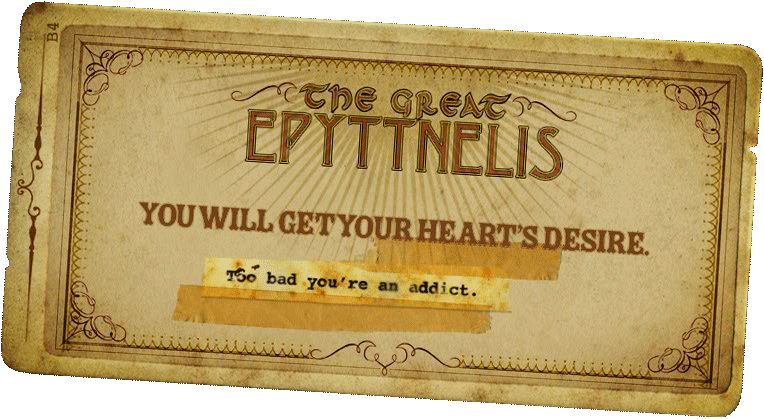 B4
THE GREAT
EPYTTNELIS
YOU WILL GET YOUR HEART'S DESIRE.
Too bad you're an addict.